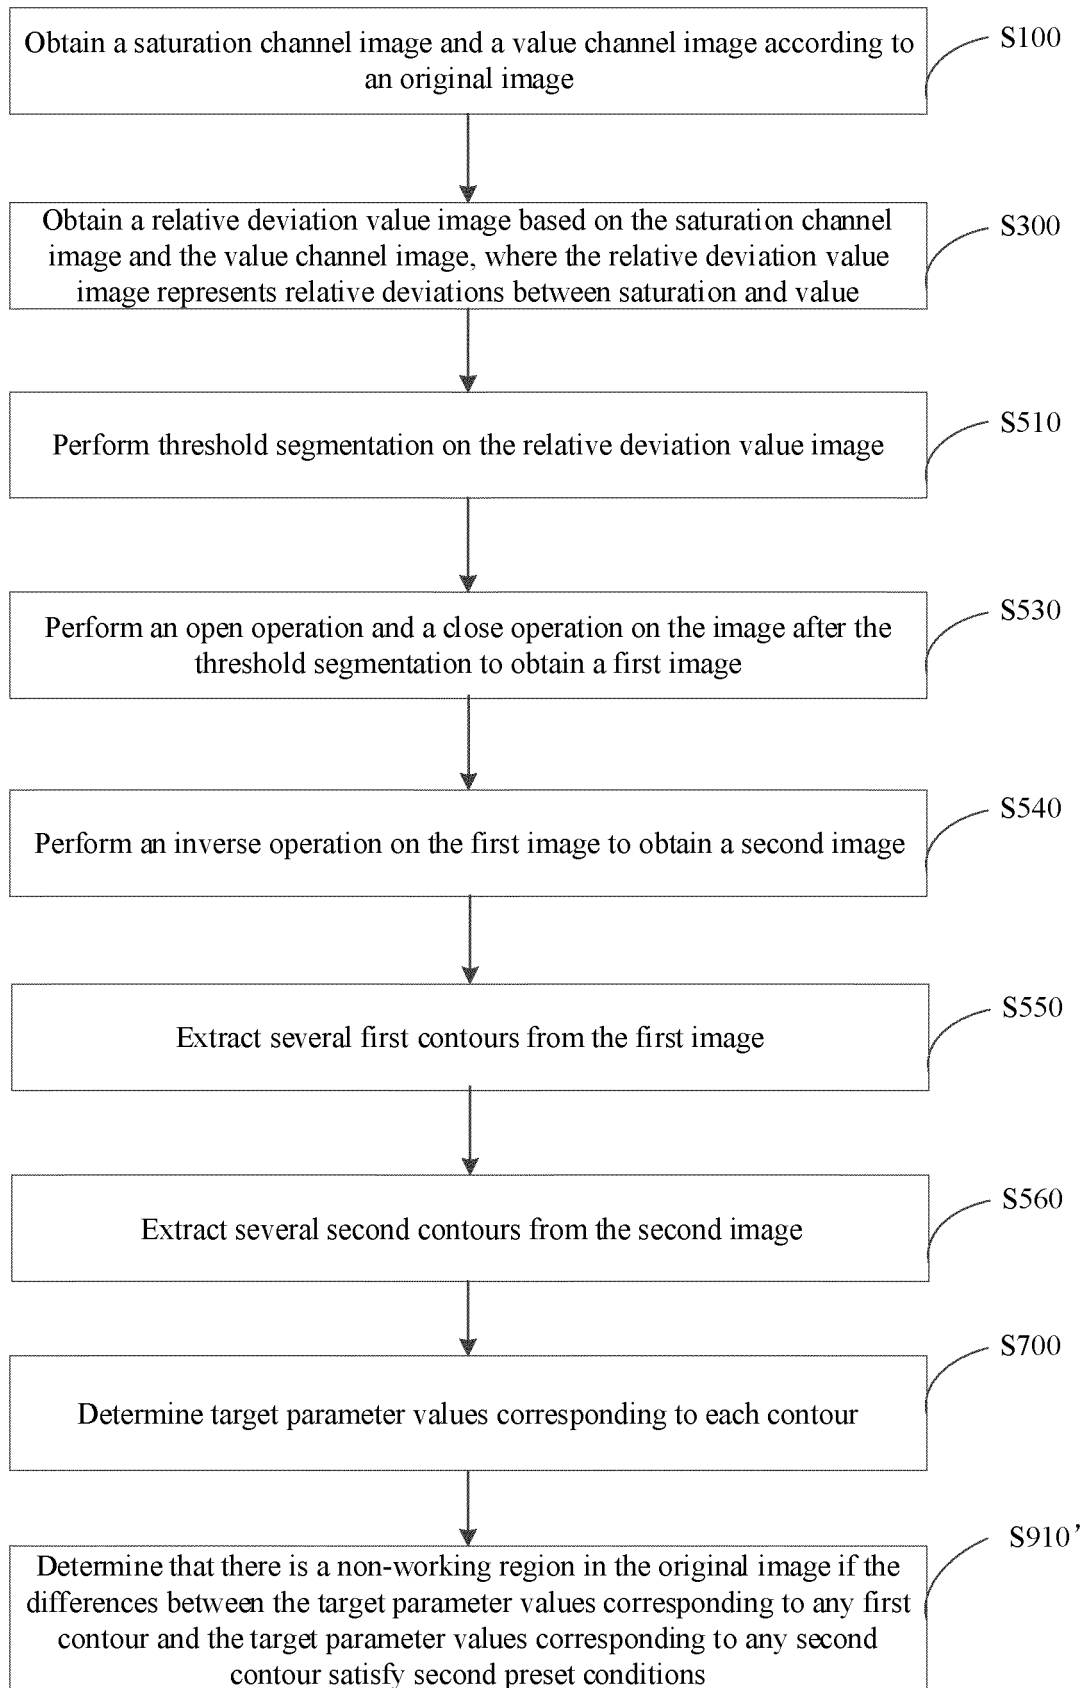 Obtain a saturation channel image and a value channel image according to
an original image
S100
Obtain a relative deviation value image based on the saturation channel
image and the value channel image, where the relative deviation value
image represents relative deviations between saturation and value
S300
Perform threshold segmentation on the relative deviation value image
S510
Perform an open operation and a close operation on the image after the
threshold segmentation to obtain a first image
S530
Perform an inverse operation on the first image to obtain a second image
S540
Extract several first contours from the first image
S550
Extract several second contours from the second image
S560
Determine target parameter values corresponding to each contour
S700
Determine that there is a non-working region in the original image if the
differences between the target parameter values corresponding to any first
contour and the target parameter values corresponding to any second
contour satisfy second preset conditions
S910’